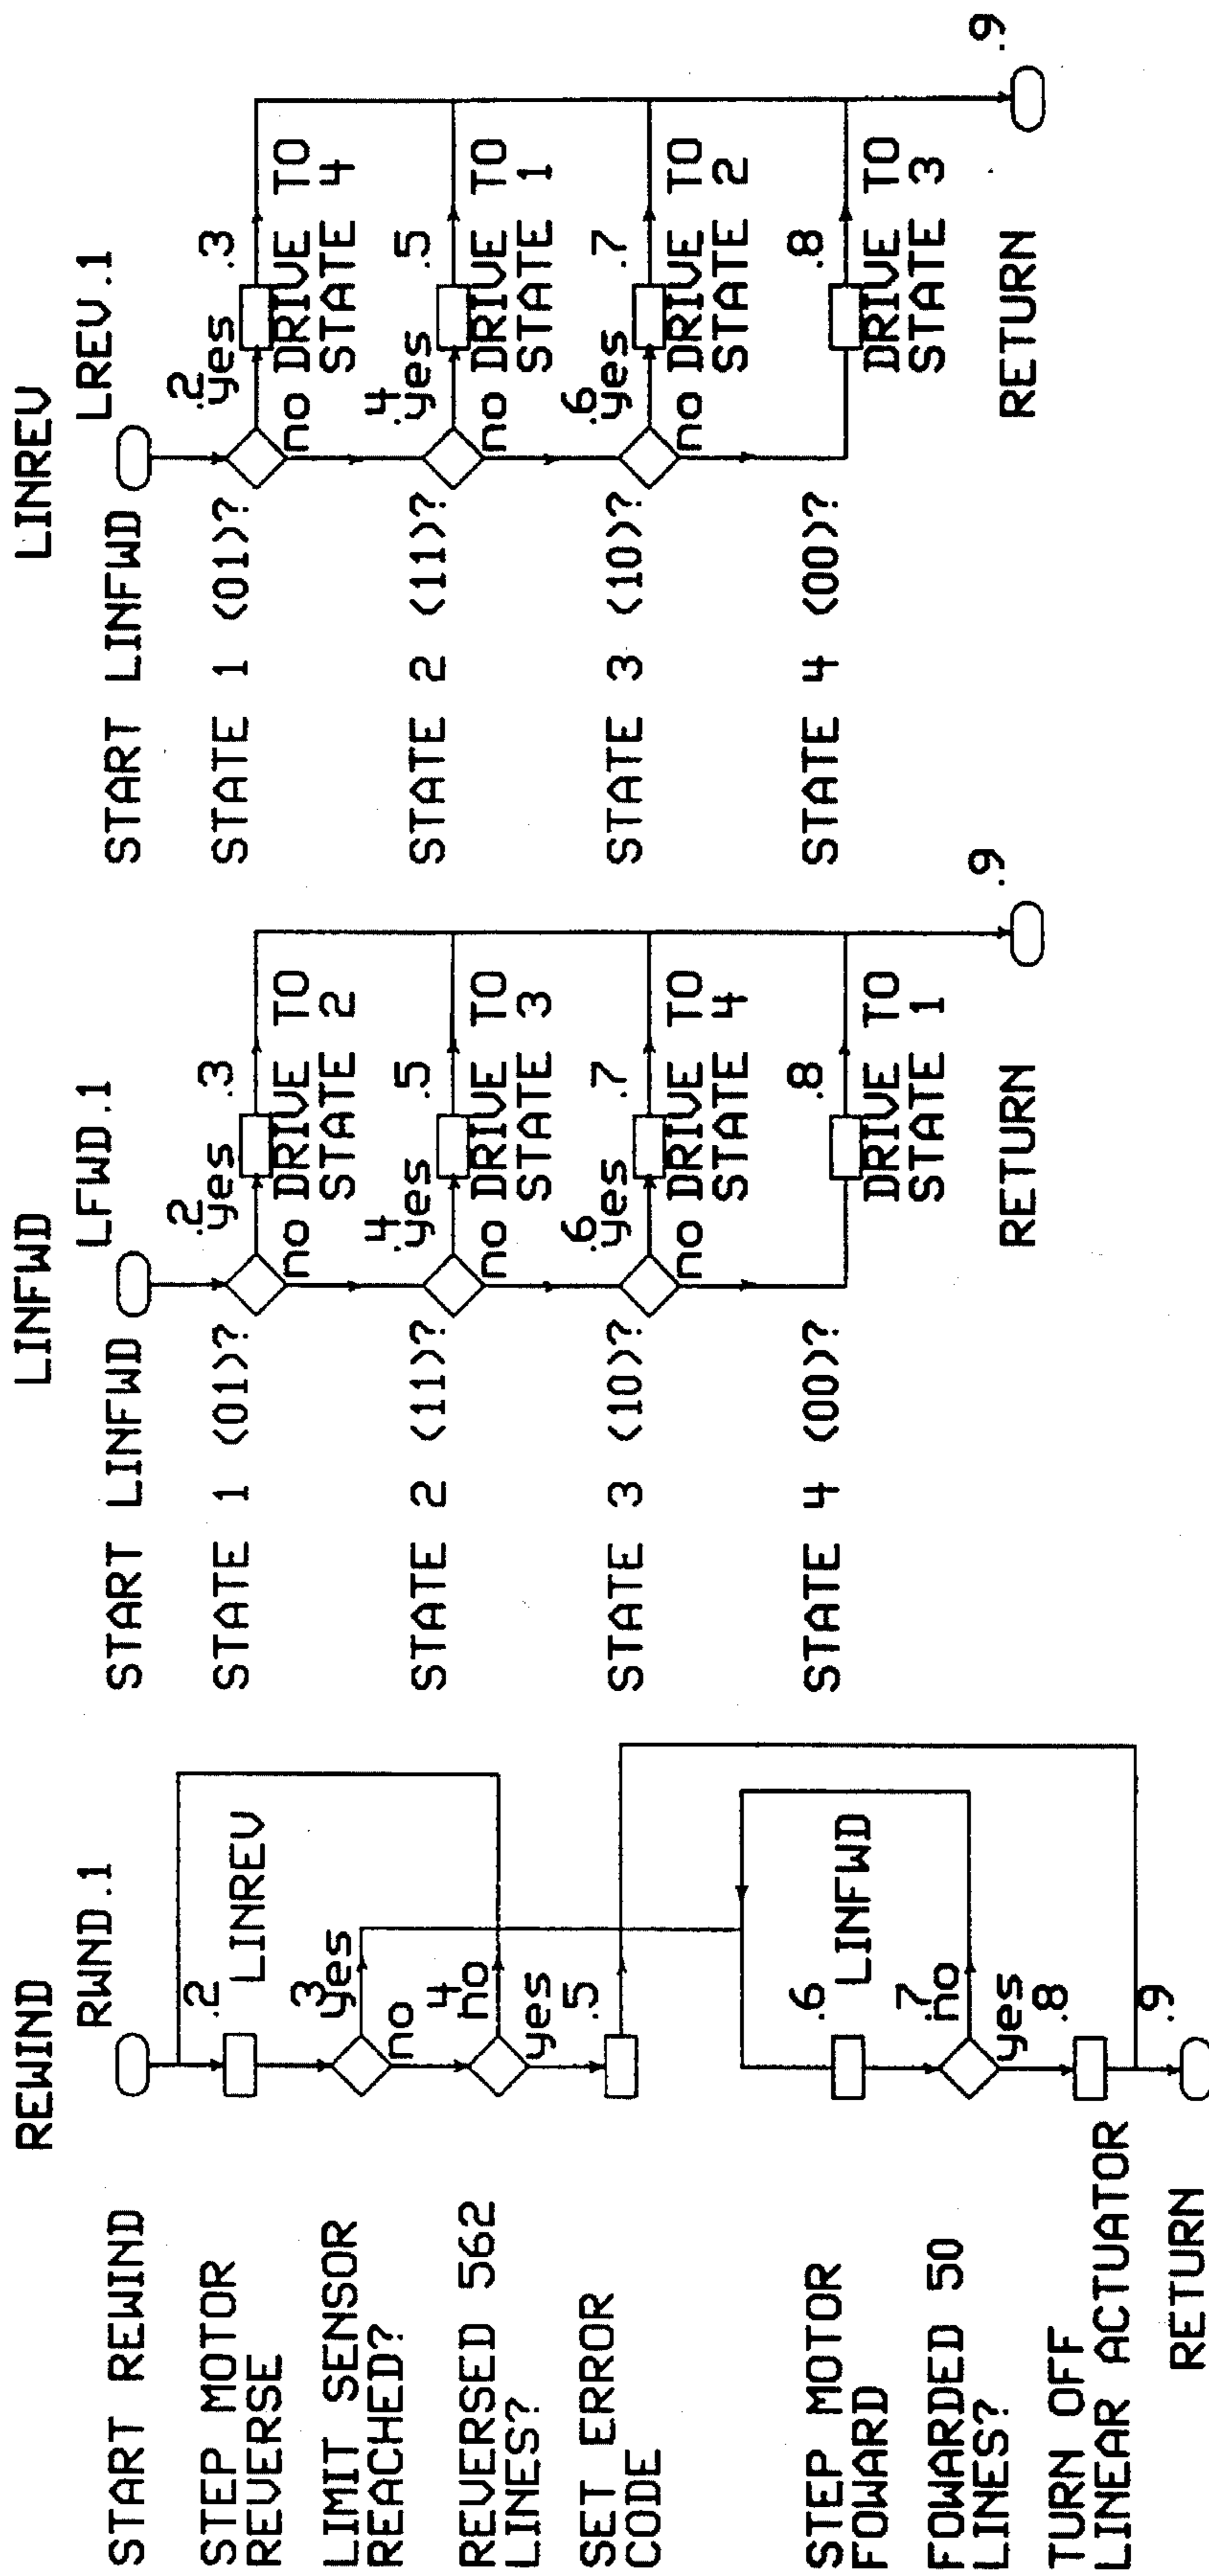 REWIND
RWND.1
START REWIND
.2
STEP MOTOR
REVERSE
LINREV
.3
LIMIT SENSOR
REACHED?
yes
no
.4
REVERSED 562
LINES?
no
yes
.5
SET ERROR
CODE
.6
STEP MOTOR
FOWARD
LINFWD
.7
FOWARDED 50
LINES?
no
yes
.8
TURN OFF
LINEAR ACTUATOR
.9
RETURN
LINFWD
LFWD.1
START LINFWD
.2
STATE 1 (01)?
yes
no
.3
DRIVE TO
STATE 2
.4
STATE 2 (11)?
yes
no
.5
DRIVE TO
STATE 3
.6
STATE 3 (10)?
yes
no
.7
DRIVE TO
STATE 4
STATE 4 (00)?
.8
DRIVE TO
STATE 1
.9
RETURN
LINREV
LREV.1
START LINFWD
.2
STATE 1 (01)?
yes
no
.3
DRIVE TO
STATE 4
.4
STATE 2 (11)?
yes
no
.5
DRIVE TO
STATE 1
.6
STATE 3 (10)?
yes
no
.7
DRIVE TO
STATE 2
STATE 4 (00)?
.8
DRIVE TO
STATE 3
.9
RETURN